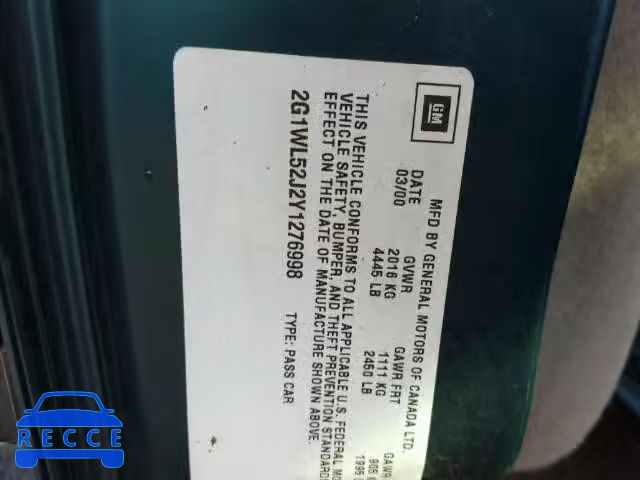 GM
MFD BY GENERAL MOTORS OF CANADA LTD.
DATE GVWR GAWR FRT GAWR
03/00 2016 KG 1111 KG
4445 LB 2450 LB
THIS VEHICLE CONFORMS TO ALL APPLICABLE U.S. FEDERAL
VEHICLE SAFETY, BUMPER, AND THEFT PREVENTION STANDARDS
EFFECT ON THE DATE OF MANUFACTURE SHOWN ABOVE.
2G1WL52J2Y1276998 TYPE: PASS CAR
RECCE